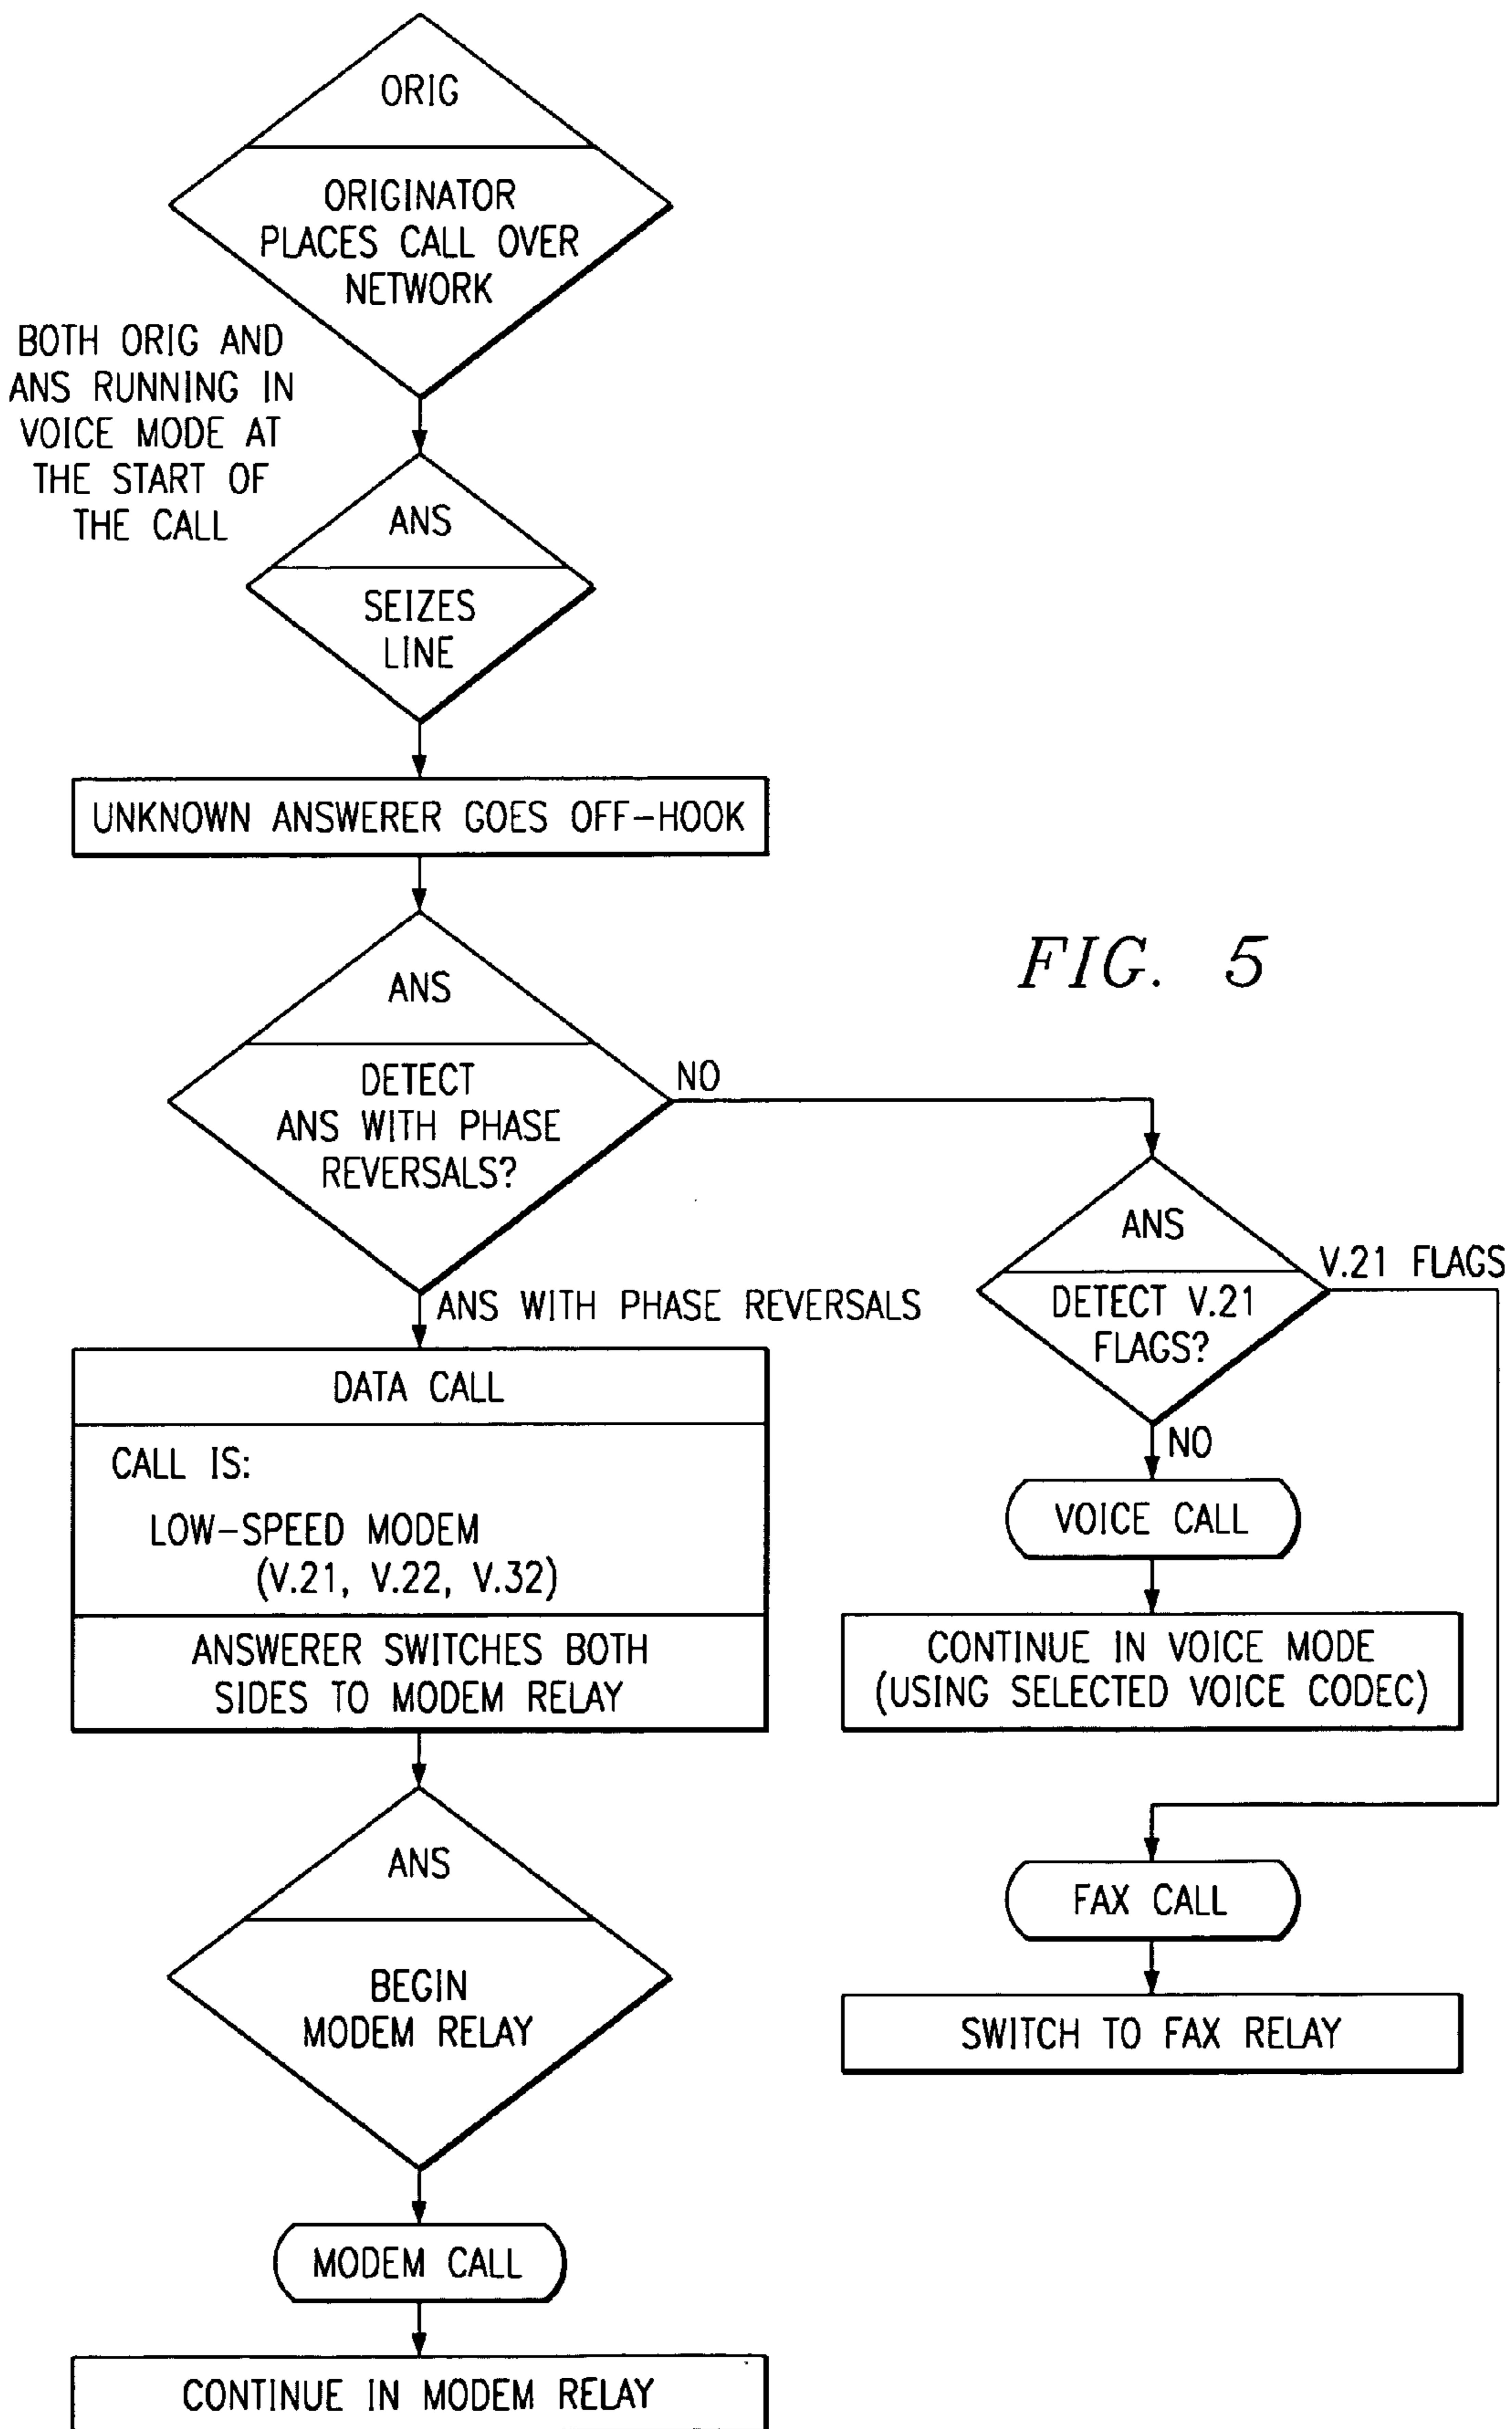 ORIG
ORIGINATOR
PLACES CALL OVER
NETWORK
BOTH ORIG AND
ANS RUNNING IN
VOICE MODE AT
THE START OF
THE CALL
ANS
SEIZES
LINE
UNKNOWN ANSWERER GOES OFF-HOOK
FIG. 5
ANS
DETECT
ANS WITH PHASE
REVERSALS?
NO
ANS WITH PHASE REVERSALS
ANS
DETECT V.21
FLAGS?
V.21 FLAGS
NO
DATA CALL
CALL IS:
LOW-SPEED MODEM
(V.21, V.22, V.32)
ANSWERER SWITCHES BOTH
SIDES TO MODEM RELAY
VOICE CALL
CONTINUE IN VOICE MODE
(USING SELECTED VOICE CODEC)
ANS
BEGIN
MODEM RELAY
FAX CALL
SWITCH TO FAX RELAY
MODEM CALL
CONTINUE IN MODEM RELAY